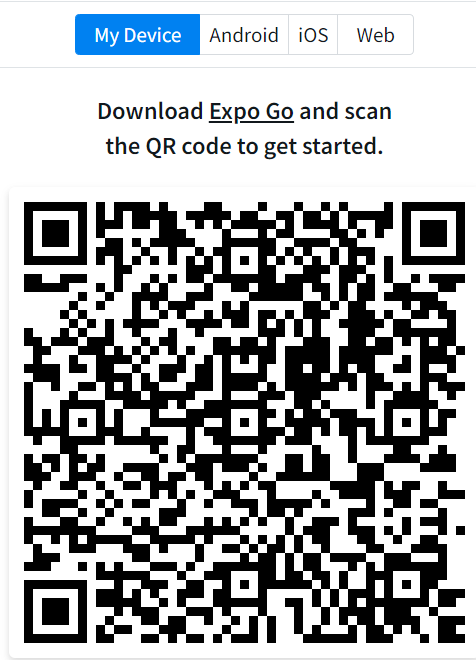 My Device
Android
iOS
Web
Download Expo Go and scan
the QR code to get started.